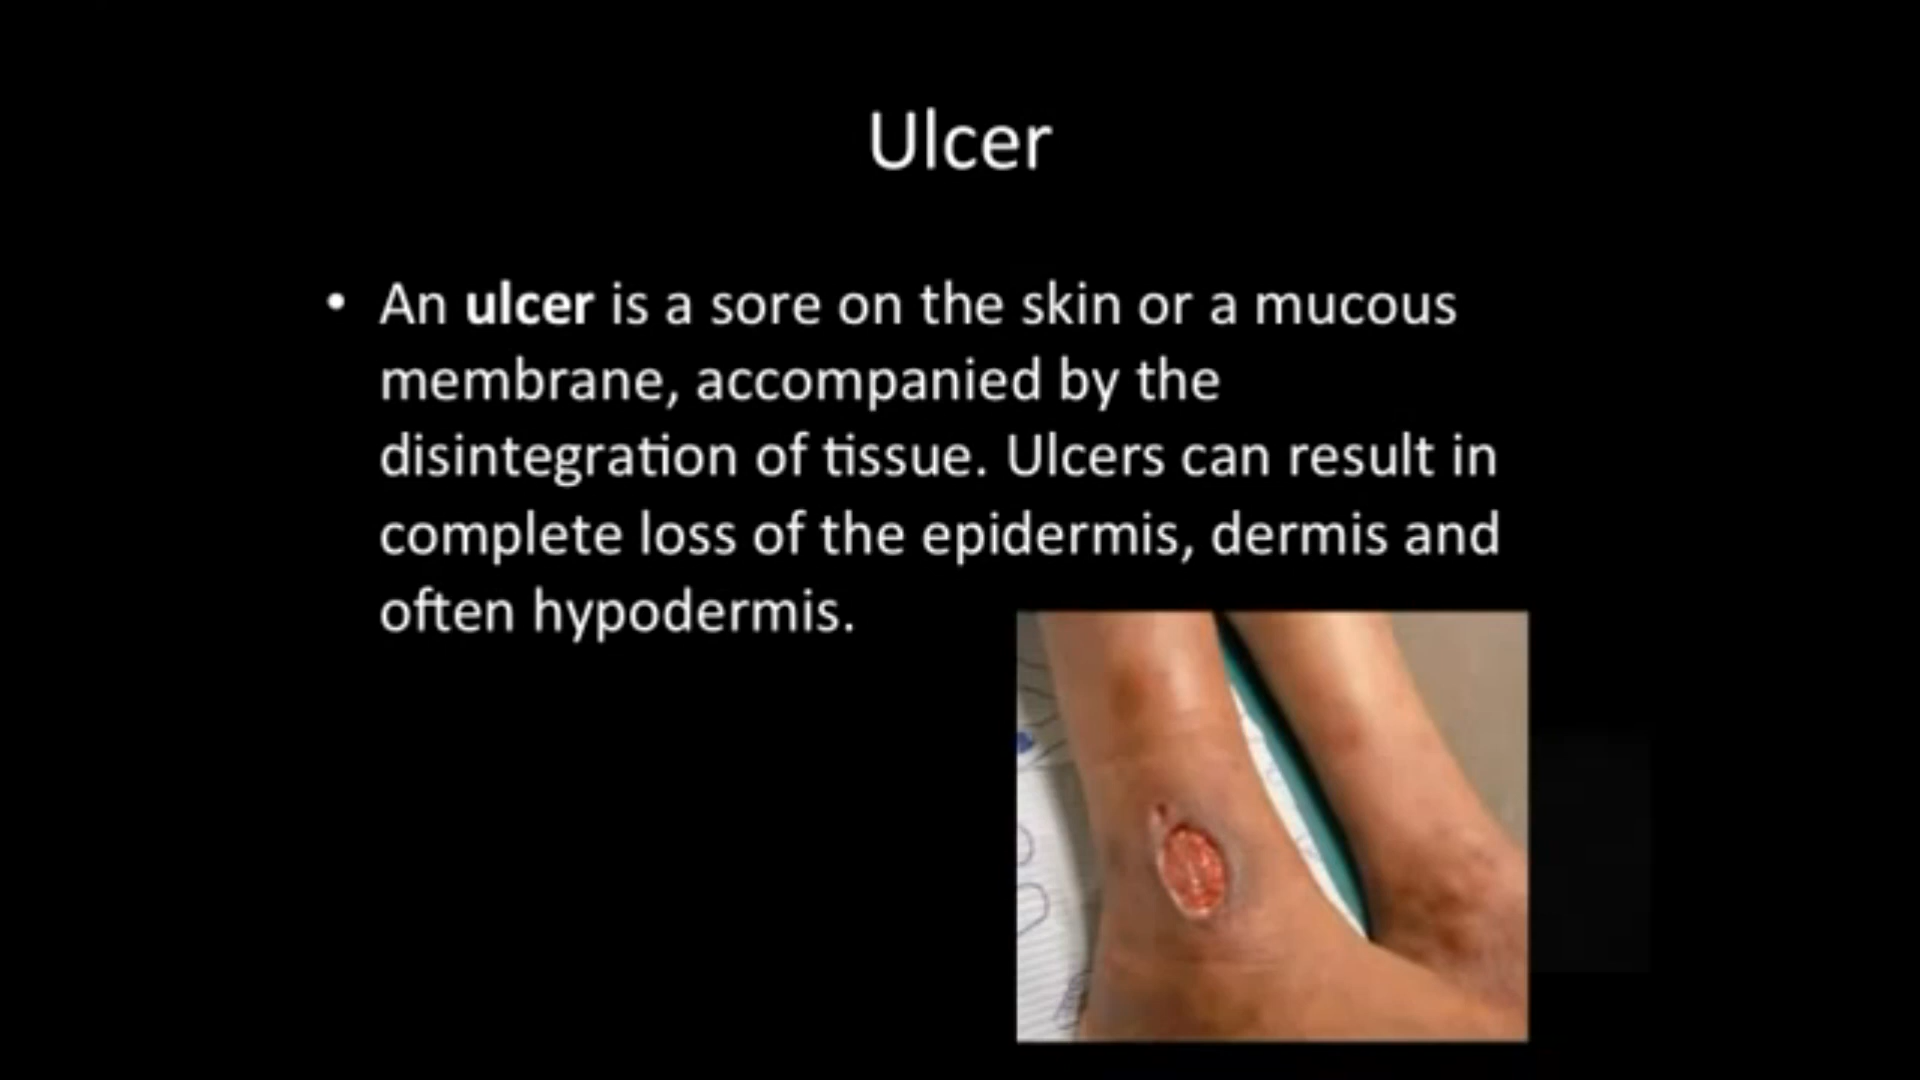 Ulcer
• An ulcer is a sore on the skin or a mucous
membrane, accompanied by the
disintegration of tissue. Ulcers can result in
complete loss of the epidermis, dermis and
often hypodermis.